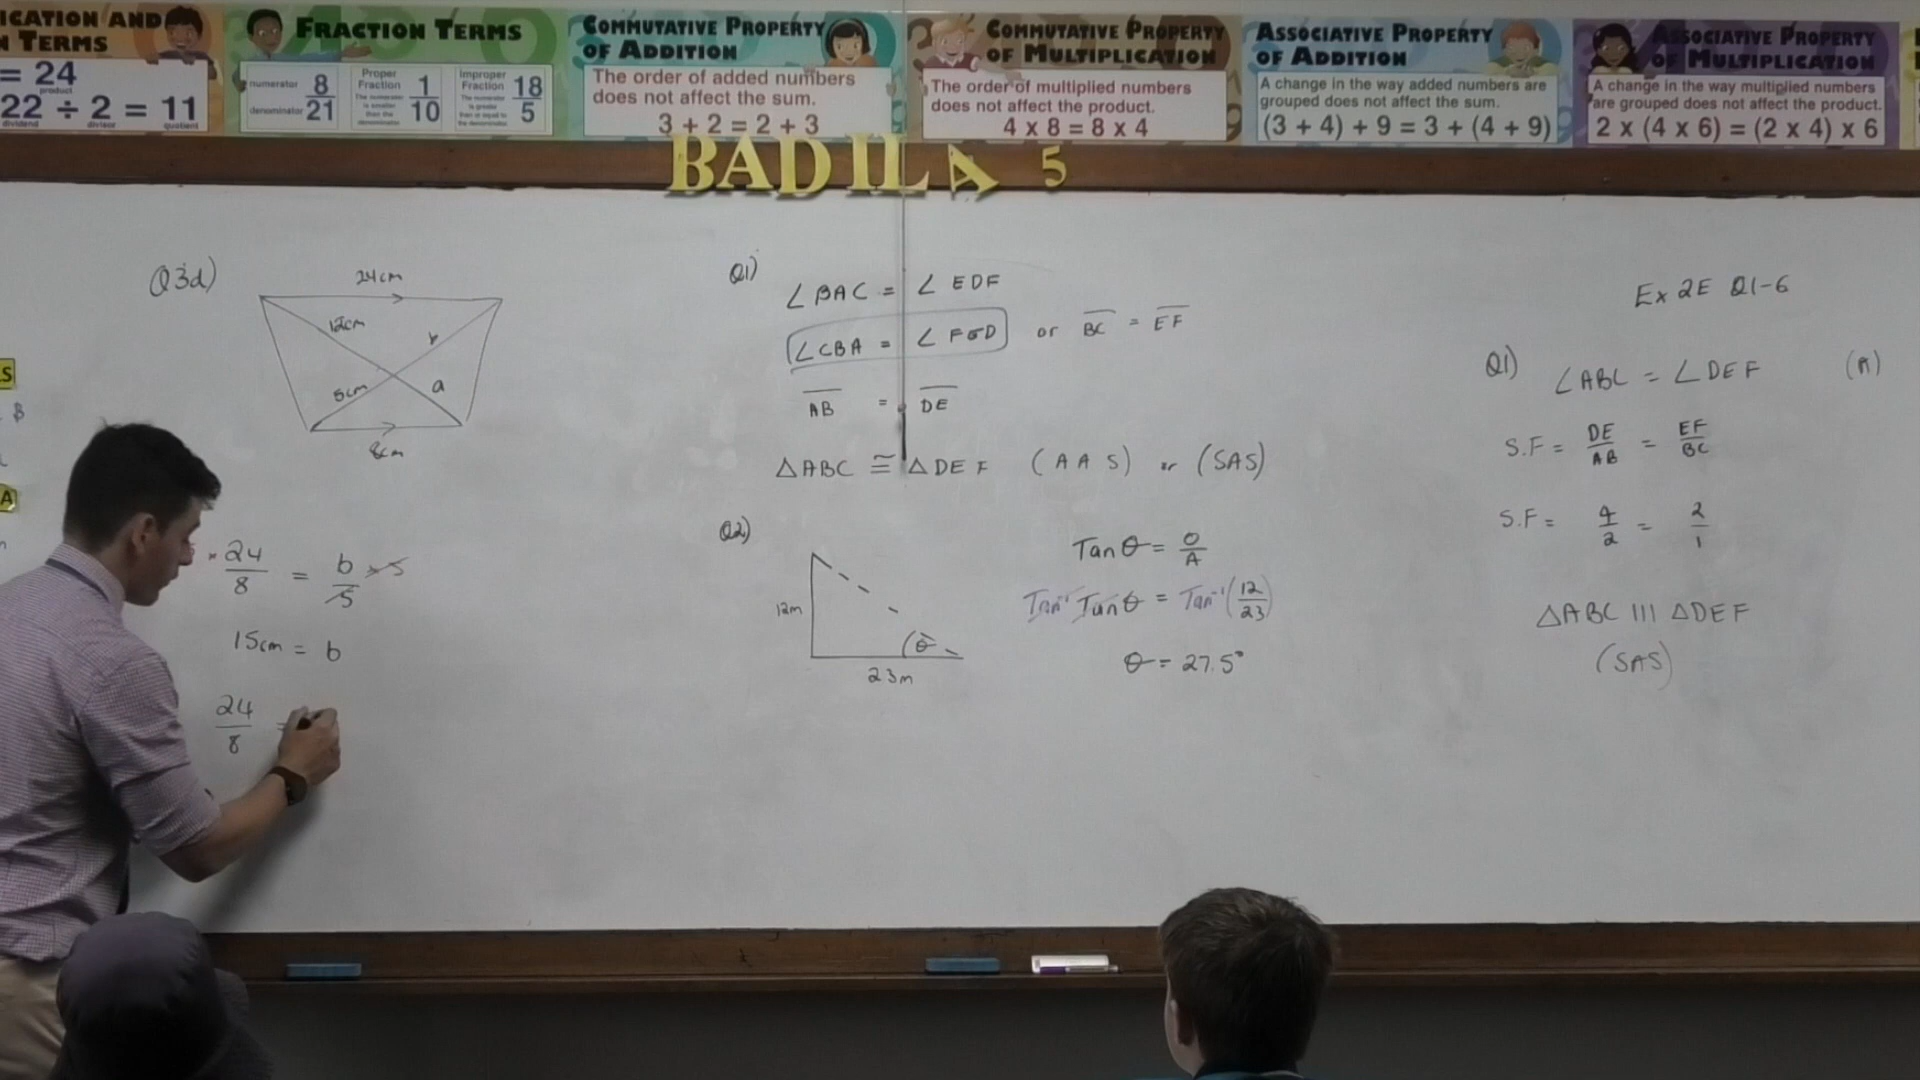 ICATION AND
N TERMS
= 24
product
22 ÷ 2 = 11
dividend divisor quotient
FRACTION TERMS
numerator 8
denominator 21
Proper Fraction 1/10
Improper Fraction 18/5
COMMUTATIVE PROPERTY
OF ADDITION
The order of added numbers
does not affect the sum.
3 + 2 = 2 + 3
COMMUTATIVE PROPERTY
OF MULTIPLICATION
The order of multiplied numbers
does not affect the product.
4 x 8 = 8 x 4
ASSOCIATIVE PROPERTY
OF ADDITION
A change in the way added numbers are
grouped does not affect the sum.
(3 + 4) + 9 = 3 + (4 + 9)
ASSOCIATIVE PROPERTY
OF MULTIPLICATION
A change in the way multiplied numbers
are grouped does not affect the product.
2 x (4 x 6) = (2 x 4) x 6
BADILA 5
Q3d)
24cm
12cm
b
5cm
a
8cm
24/8 = b/5 ×5
15cm = b
24/8 =
Q1)
∠BAC = ∠EDF
∠CBA = ∠FED or BC = EF
AB = DE
△ABC ≅ △DEF (AAS) or (SAS)
Q2)
12m
θ
23m
Tanθ = O/A
Tan⁻¹ Tanθ = Tan⁻¹(12/23)
θ = 27.5°
Ex 2E Q1-6
Q1) ∠ABC = ∠DEF (A)
S.F = DE/AB = EF/BC
S.F = 4/2 = 2/1
△ABC ||| △DEF
(SAS)
S
A